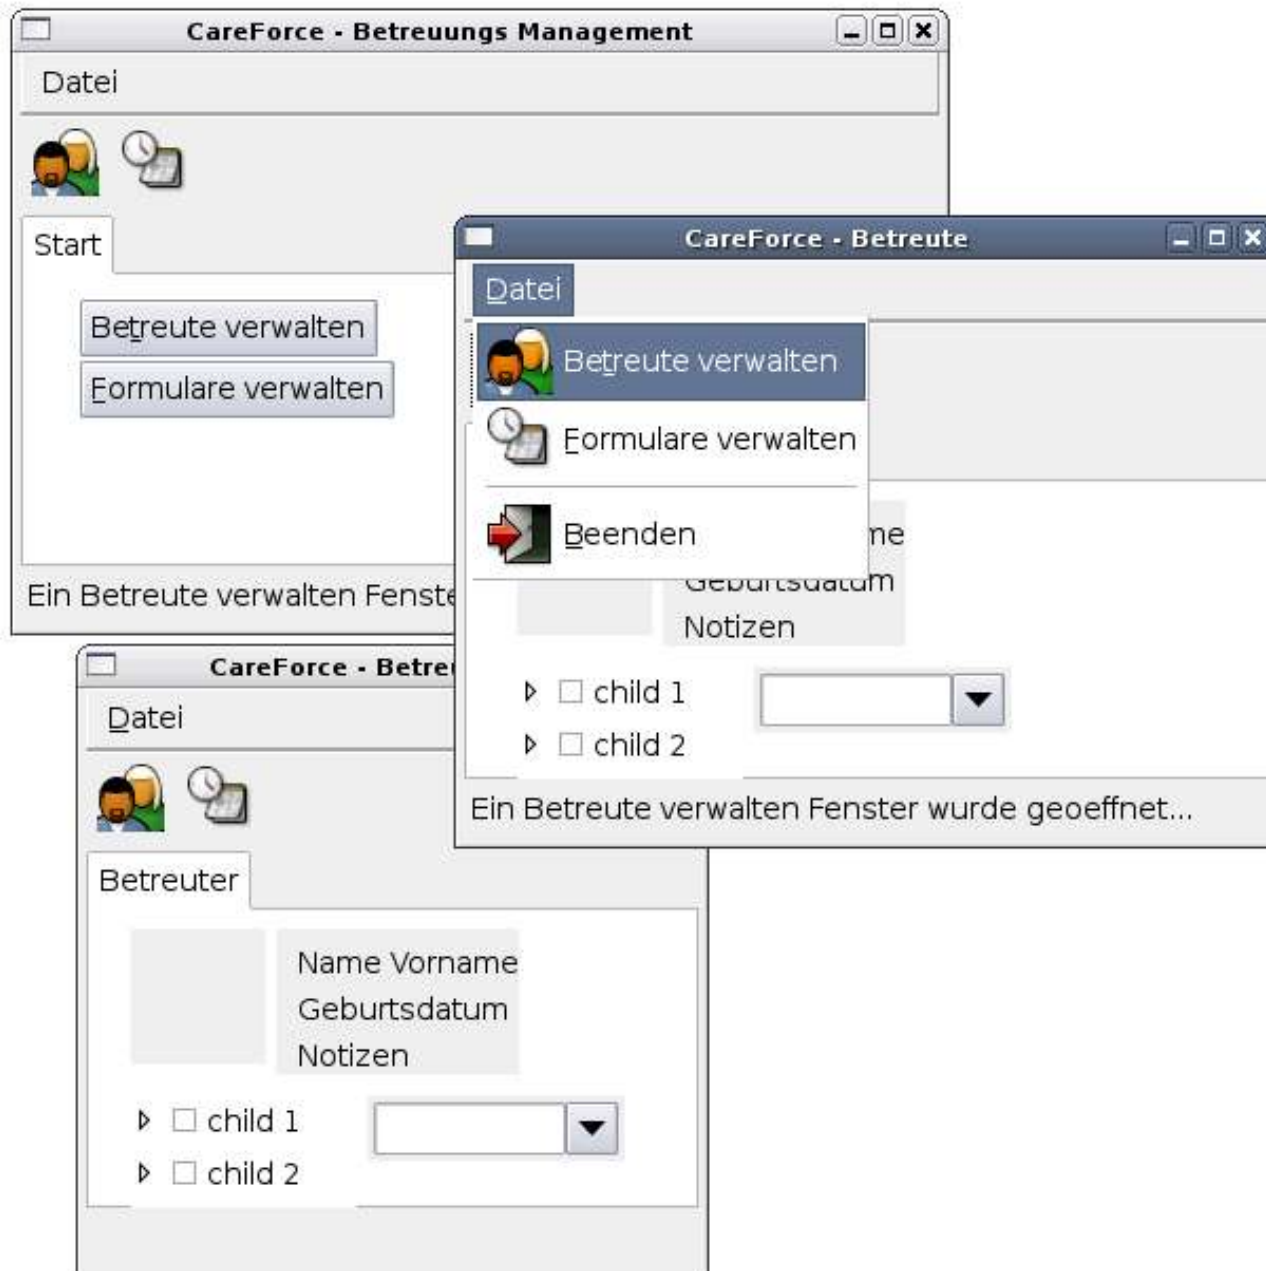 CareForce - Betreuungs Management
Datei
Start
Betreute verwalten
Formulare verwalten
Ein Betreute verwalten
CareForce - Betreute
Datei
Betreute verwalten
Formulare verwalten
Beenden
Geburtsdatum
Notizen
child 1
child 2
Ein Betreute verwalten Fenster wurde geoeffnet...
CareForce -
Datei
Betreuter
Name Vorname
Geburtsdatum
Notizen
child 1
child 2